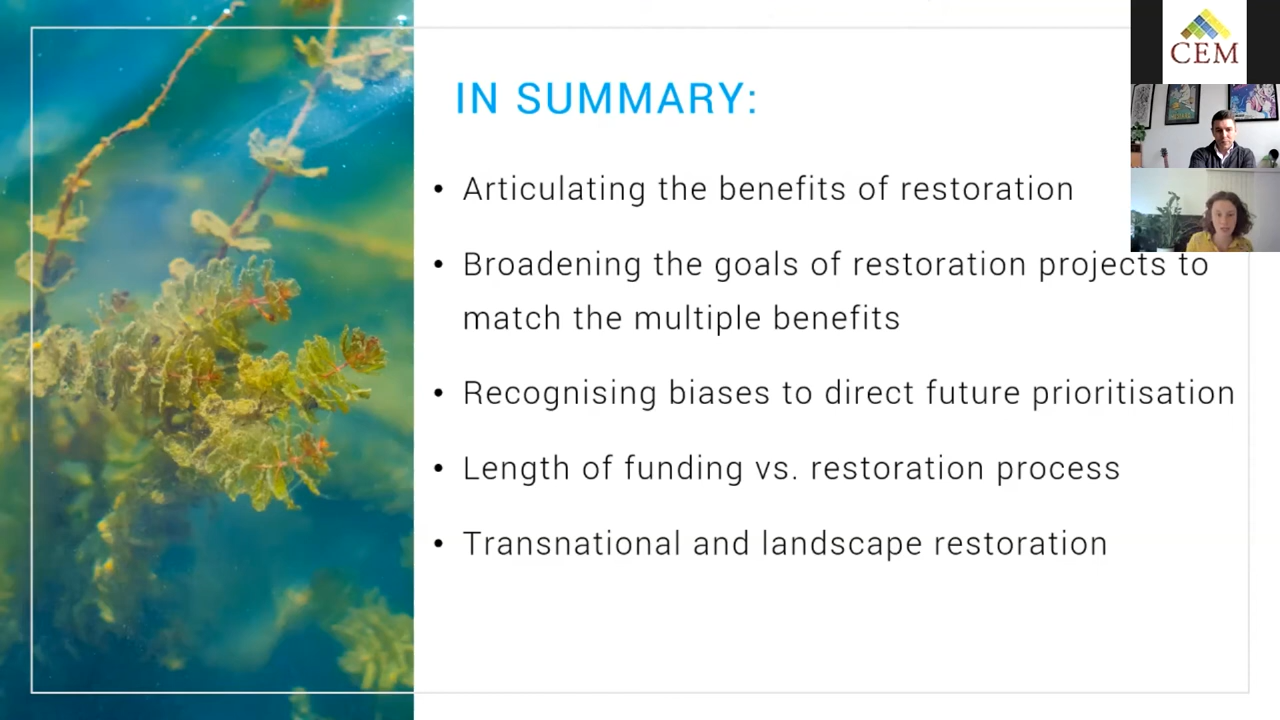 IN SUMMARY:
CEM
• Articulating the benefits of restoration
• Broadening the goals of restoration projects to
match the multiple benefits
• Recognising biases to direct future prioritisation
• Length of funding vs. restoration process
• Transnational and landscape restoration